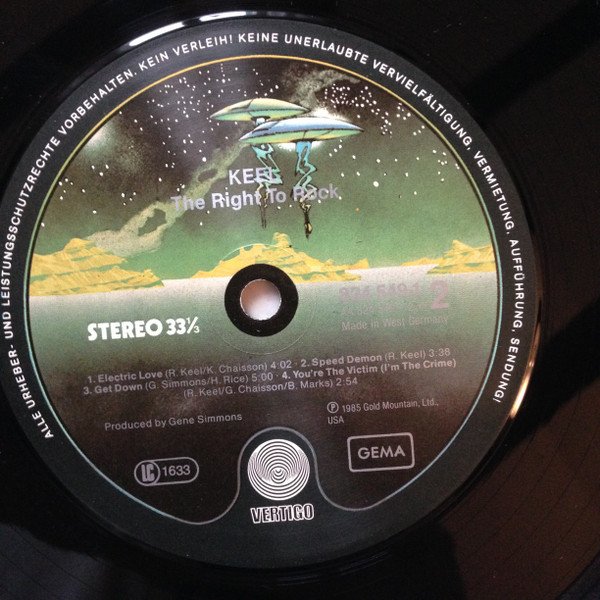 ALLE URHEBER- UND LEISTUNGSSCHUTZRECHTE VORBEHALTEN. KEIN VERLEIH! KEINE UNERLAUBTE VERVIELFÄLTIGUNG, VERMIETUNG, AUFFÜHRUNG, SENDUNG!
KEEL
The Right To Rock
2
STEREO 33⅓
Made in West Germany
1. Electric Love (R. Keel/K. Chaisson) 4:02 · 2. Speed Demon (R. Keel) 3:38
3. Get Down (G. Simmons/H. Rice) 5:00 · 4. You're The Victim (I'm The Crime)
(R. Keel/G. Chaisson/B. Marks) 2:54
Produced by Gene Simmons
℗ 1985 Gold Mountain, Ltd.,
USA
LC 1633
GEMA
VERTIGO